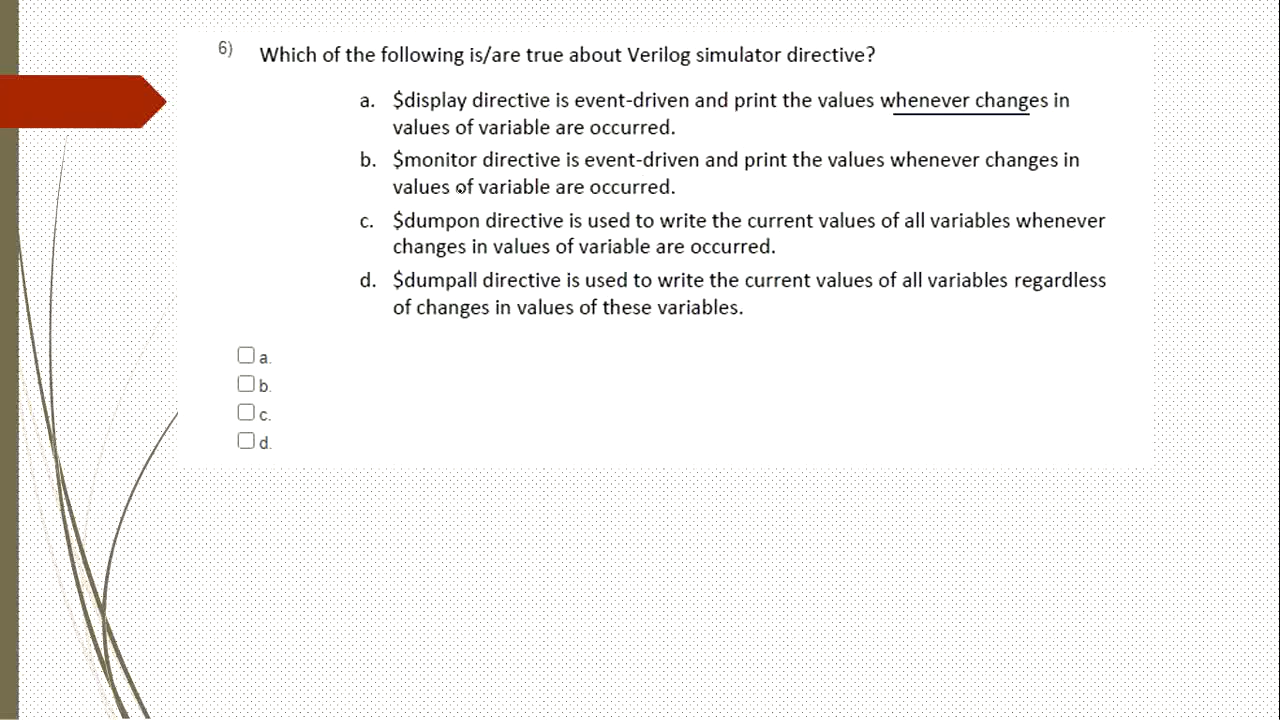 6) Which of the following is/are true about Verilog simulator directive?
a. $display directive is event-driven and print the values whenever changes in
values of variable are occurred.
b. $monitor directive is event-driven and print the values whenever changes in
values of variable are occurred.
c. $dumpon directive is used to write the current values of all variables whenever
changes in values of variable are occurred.
d. $dumpall directive is used to write the current values of all variables regardless
of changes in values of these variables.
a.
b.
c.
d.